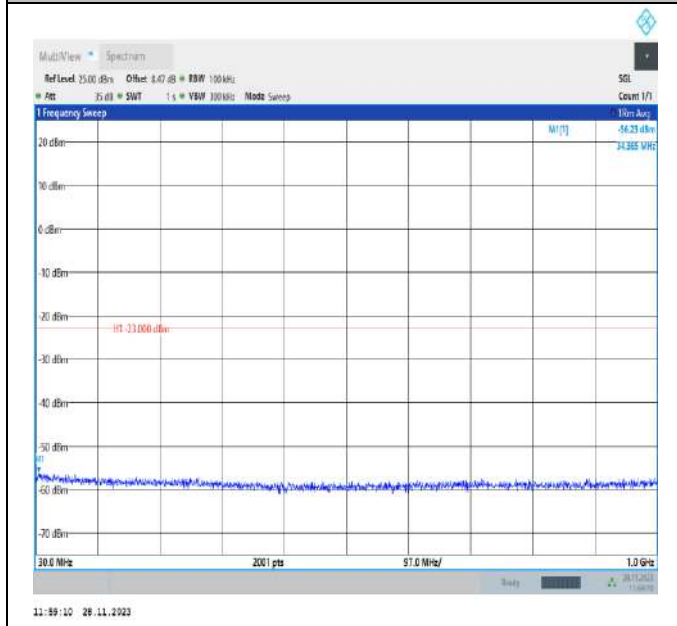 MultiView Spectrum
Ref Level 25.00 dBm Offset 8.47 dB RBW 100 kHz SGL
Att 35 dB SWT 1 s VBW 300 kHz Mode Sweep Count 1/1
1 Frequency Sweep 1Rm Avg
M1[1] -56.23 dBm
34.365 MHz
20 dBm
10 dBm
0 dBm
-10 dBm
-20 dBm
H1 -23.000 dBm
-30 dBm
-40 dBm
-50 dBm
M1
-60 dBm
-70 dBm
30.0 MHz 2001 pts 97.0 MHz/ 1.0 GHz
Ready 28.11.2023
11:59:10 28.11.2023